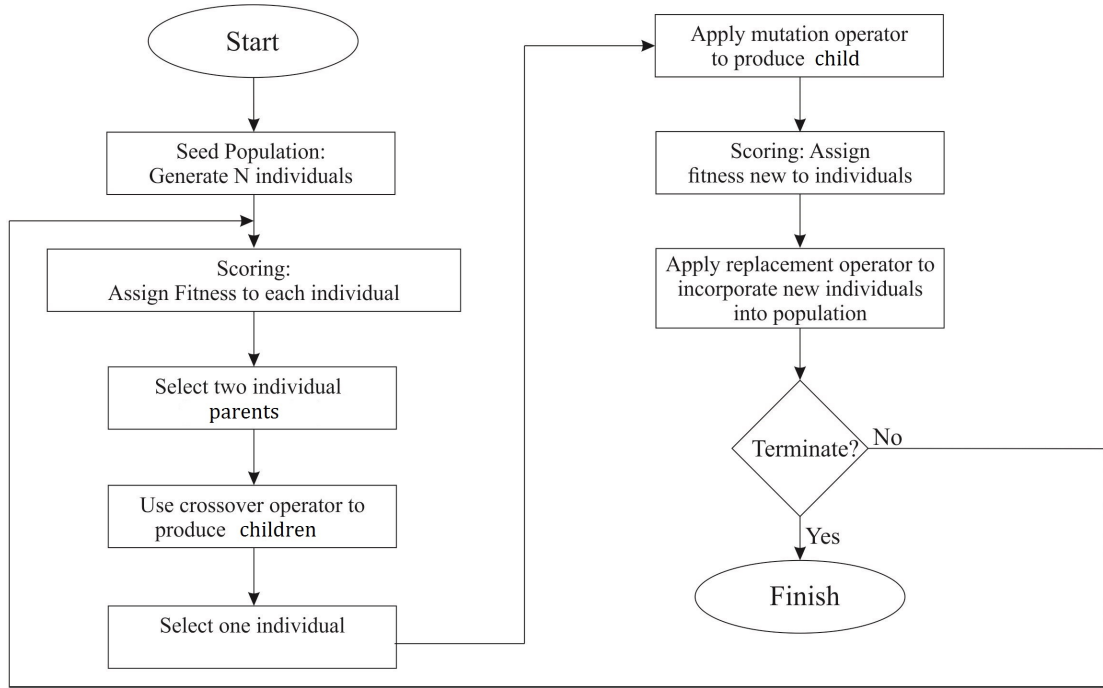 Start
Seed Population:
Generate N individuals
Scoring:
Assign Fitness to each individual
Select two individual
parents
Use crossover operator to
produce children
Select one individual
Apply mutation operator
to produce child
Scoring: Assign
fitness new to individuals
Apply replacement operator to
incorporate new individuals
into population
Terminate?
No
Yes
Finish